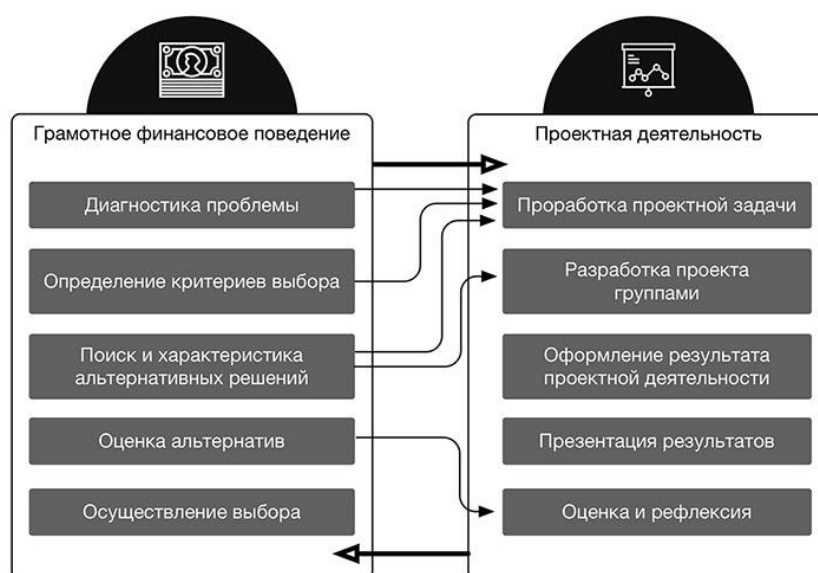 Грамотное финансовое поведение
Диагностика проблемы
Определение критериев выбора
Поиск и характеристика
альтернативных решений
Оценка альтернатив
Осуществление выбора
Проектная деятельность
Проработка проектной задачи
Разработка проекта
группами
Оформление результата
проектной деятельности
Презентация результатов
Оценка и рефлексия